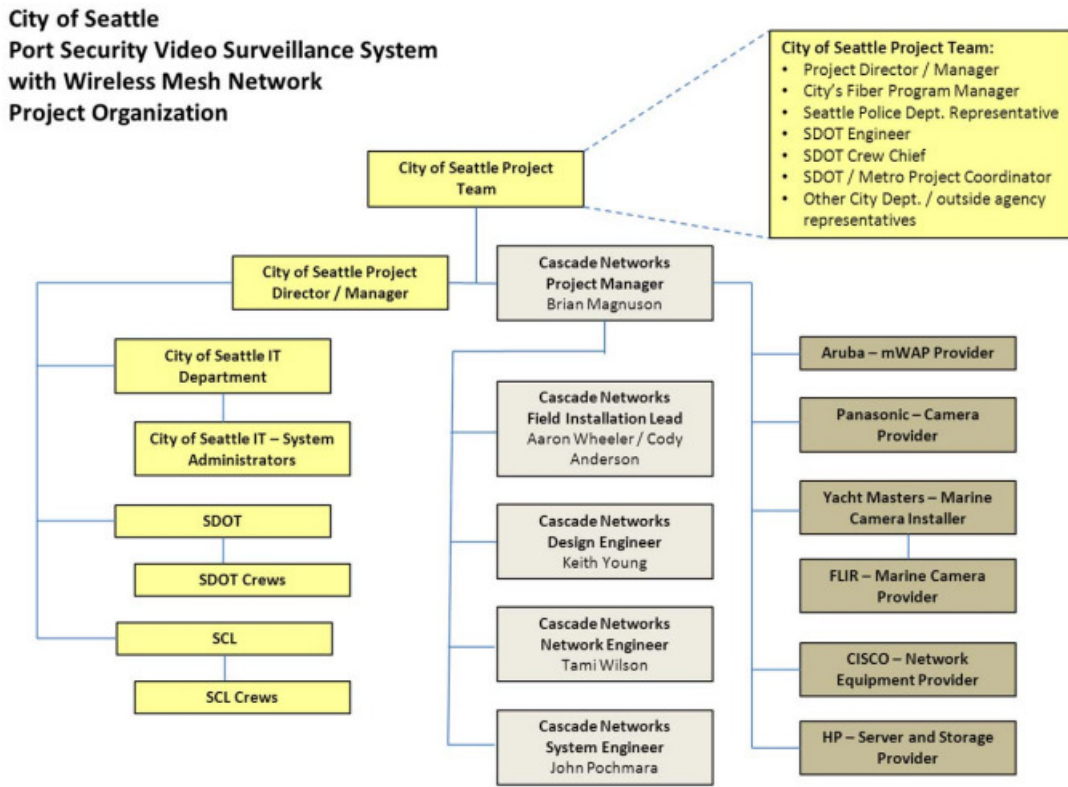 City of Seattle
Port Security Video Surveillance System
with Wireless Mesh Network
Project Organization
City of Seattle Project Team:
• Project Director / Manager
• City's Fiber Program Manager
• Seattle Police Dept. Representative
• SDOT Engineer
• SDOT Crew Chief
• SDOT / Metro Project Coordinator
• Other City Dept. / outside agency
representatives
City of Seattle Project
Team
City of Seattle Project
Director / Manager
Cascade Networks
Project Manager
Brian Magnuson
City of Seattle IT
Department
City of Seattle IT – System
Administrators
SDOT
SDOT Crews
SCL
SCL Crews
Cascade Networks
Field Installation Lead
Aaron Wheeler / Cody
Anderson
Cascade Networks
Design Engineer
Keith Young
Cascade Networks
Network Engineer
Tami Wilson
Cascade Networks
System Engineer
John Pochmara
Aruba – mWAP Provider
Panasonic – Camera
Provider
Yacht Masters – Marine
Camera Installer
FLIR – Marine Camera
Provider
CISCO – Network
Equipment Provider
HP – Server and Storage
Provider